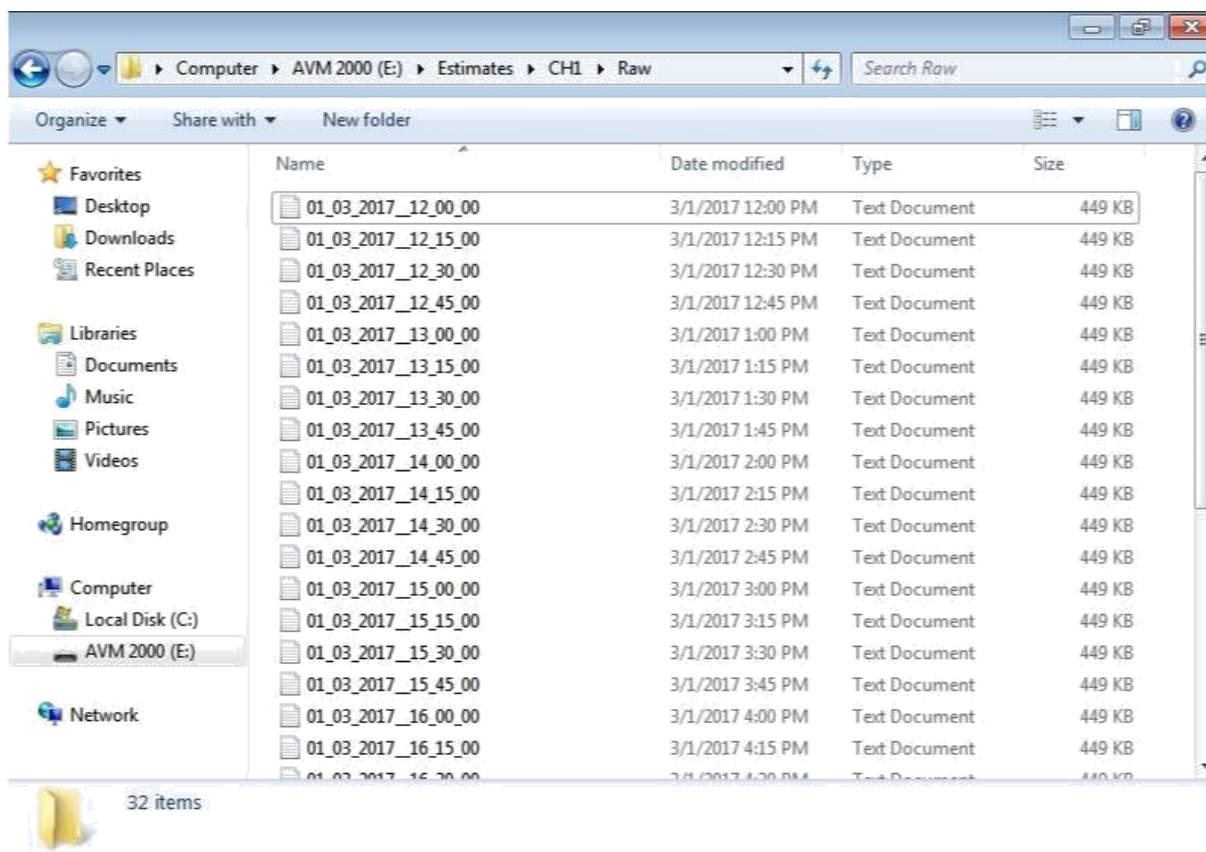 Computer ▸ AVM 2000 (E:) ▸ Estimates ▸ CH1 ▸ Raw
Search Raw
Organize Share with New folder
Favorites
Desktop
Downloads
Recent Places
Libraries
Documents
Music
Pictures
Videos
Homegroup
Computer
Local Disk (C:)
AVM 2000 (E:)
Network
Name Date modified Type Size
01_03_2017__12_00_00 3/1/2017 12:00 PM Text Document 449 KB
01_03_2017__12_15_00 3/1/2017 12:15 PM Text Document 449 KB
01_03_2017__12_30_00 3/1/2017 12:30 PM Text Document 449 KB
01_03_2017__12_45_00 3/1/2017 12:45 PM Text Document 449 KB
01_03_2017__13_00_00 3/1/2017 1:00 PM Text Document 449 KB
01_03_2017__13_15_00 3/1/2017 1:15 PM Text Document 449 KB
01_03_2017__13_30_00 3/1/2017 1:30 PM Text Document 449 KB
01_03_2017__13_45_00 3/1/2017 1:45 PM Text Document 449 KB
01_03_2017__14_00_00 3/1/2017 2:00 PM Text Document 449 KB
01_03_2017__14_15_00 3/1/2017 2:15 PM Text Document 449 KB
01_03_2017__14_30_00 3/1/2017 2:30 PM Text Document 449 KB
01_03_2017__14_45_00 3/1/2017 2:45 PM Text Document 449 KB
01_03_2017__15_00_00 3/1/2017 3:00 PM Text Document 449 KB
01_03_2017__15_15_00 3/1/2017 3:15 PM Text Document 449 KB
01_03_2017__15_30_00 3/1/2017 3:30 PM Text Document 449 KB
01_03_2017__15_45_00 3/1/2017 3:45 PM Text Document 449 KB
01_03_2017__16_00_00 3/1/2017 4:00 PM Text Document 449 KB
01_03_2017__16_15_00 3/1/2017 4:15 PM Text Document 449 KB
32 items